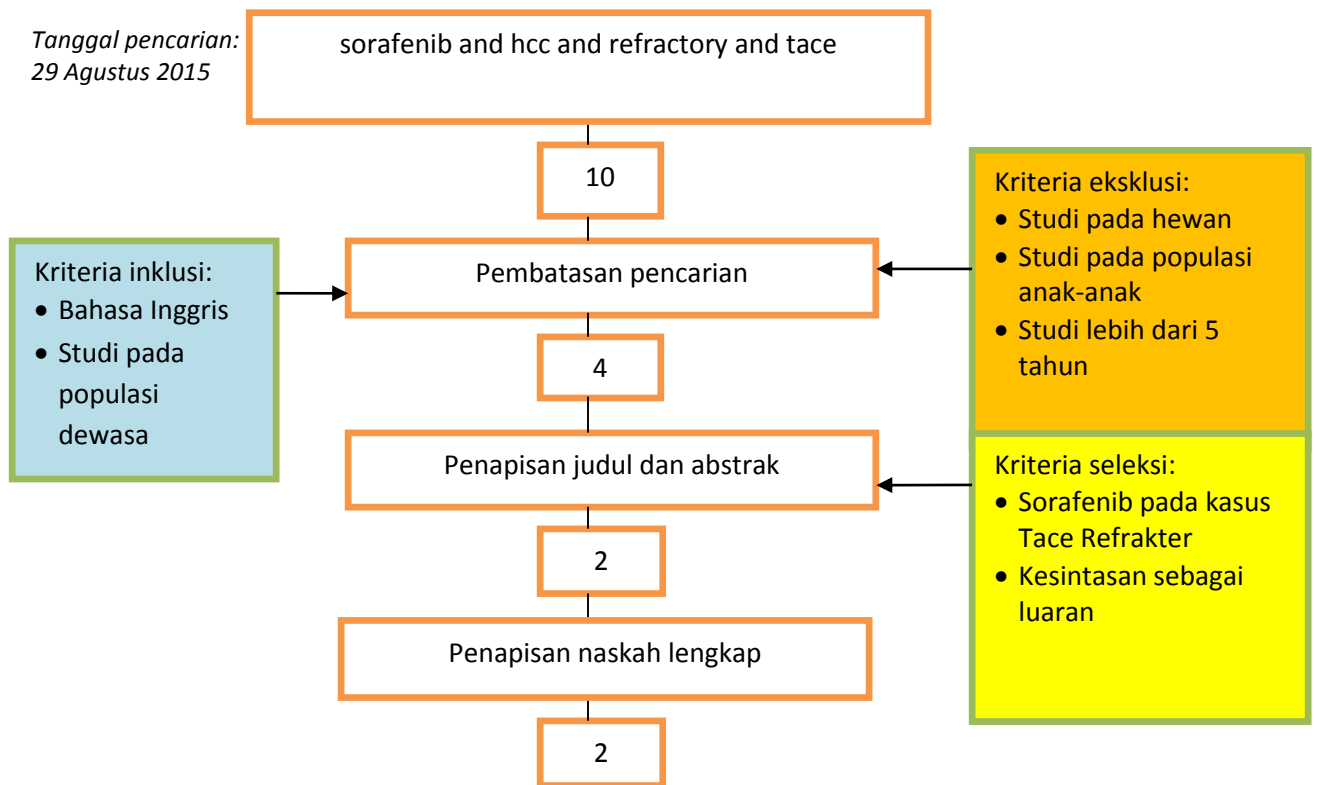 Tanggal pencarian:
29 Agustus 2015
sorafenib and hcc and refractory and tace
10
Kriteria inklusi:
• Bahasa Inggris
• Studi pada
populasi
dewasa
Pembatasan pencarian
Kriteria eksklusi:
• Studi pada hewan
• Studi pada populasi
anak-anak
• Studi lebih dari 5
tahun
4
Penapisan judul dan abstrak
Kriteria seleksi:
• Sorafenib pada kasus
Tace Refrakter
• Kesintasan sebagai
luaran
2
Penapisan naskah lengkap
2